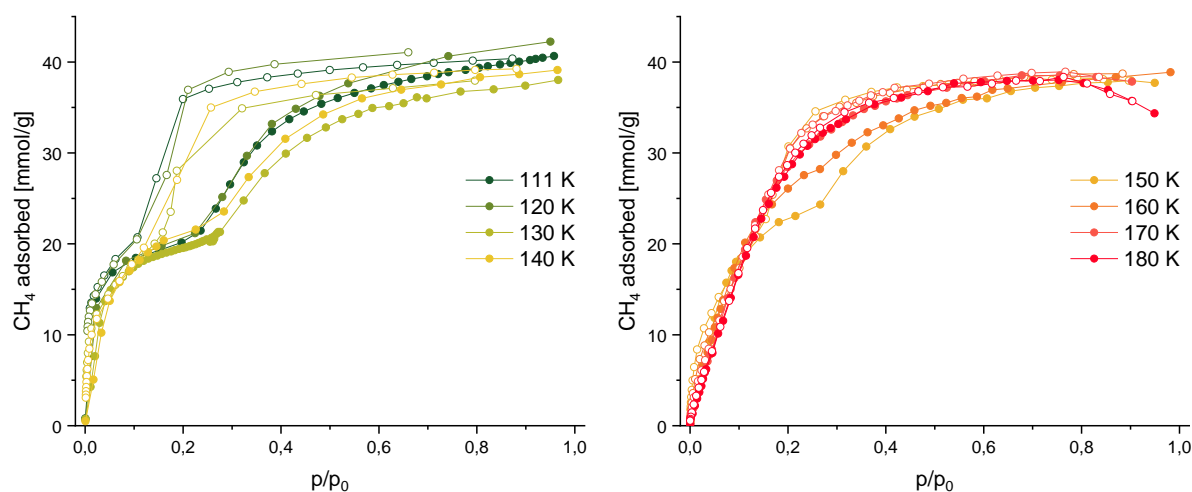 CH₄ adsorbed [mmol/g]
40
30
20
10
0
0,0 0,2 0,4 0,6 0,8 1,0
p/p₀
111 K
120 K
130 K
140 K
CH₄ adsorbed [mmol/g]
40
30
20
10
0
0,0 0,2 0,4 0,6 0,8 1,0
p/p₀
150 K
160 K
170 K
180 K